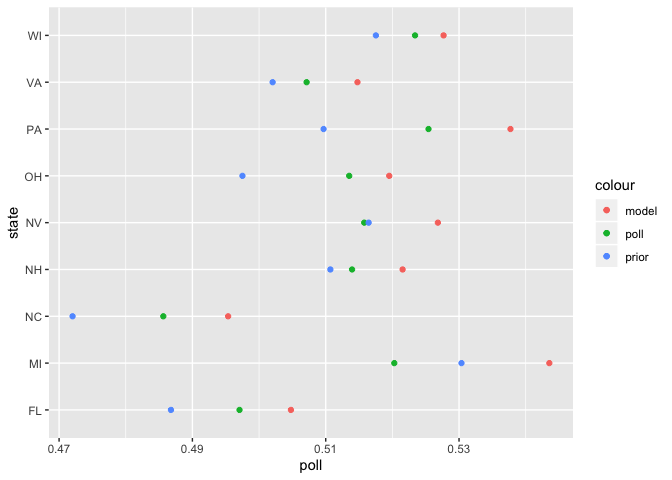 WI
VA
PA
OH
NV
NH
NC
MI
FL
state
0.47 0.49 0.51 0.53
poll
colour
model
poll
prior